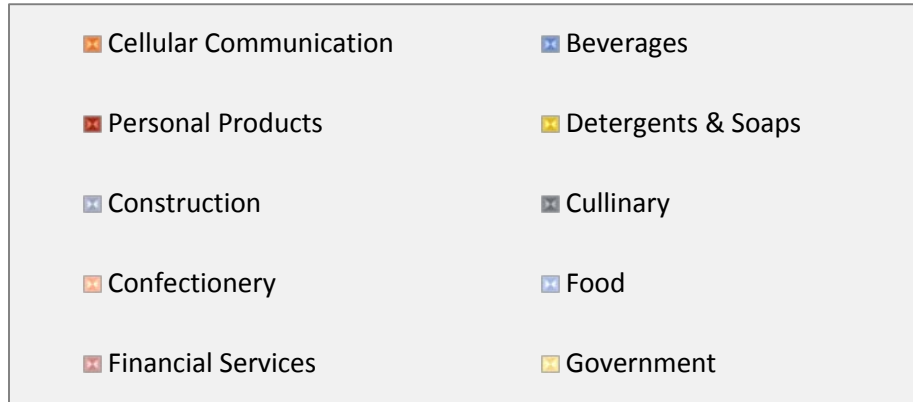 Cellular Communication
Beverages
Personal Products
Detergents & Soaps
Construction
Cullinary
Confectionery
Food
Financial Services
Government